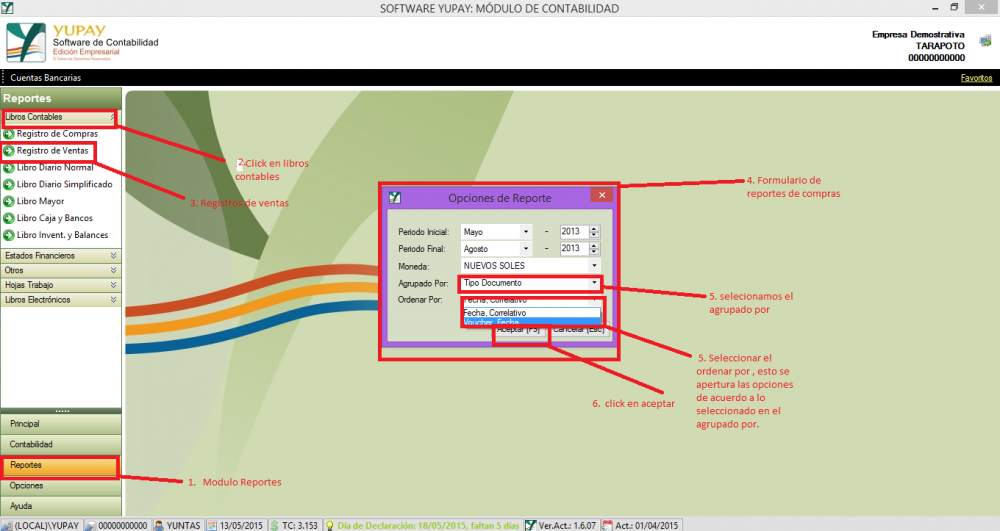 SOFTWARE YUPAY: MÓDULO DE CONTABILIDAD
YUPAY
Software de Contabilidad
Edición Empresarial
© Todos los Derechos Reservados
Empresa Demostrativa
TARAPOTO
00000000000
Cuentas Bancarias
Favoritos
Reportes
Libros Contables
Registro de Compras
Registro de Ventas
Libro Diario Normal
Libro Diario Simplificado
Libro Mayor
Libro Caja y Bancos
Libro Invent. y Balances
Estados Financieros
Otros
Hojas Trabajo
Libros Electrónicos
2.Click en libros
contables
3. Registros de ventas
4. Formulario de
reportes de compras
Opciones de Reporte
Periodo Inicial: Mayo - 2013
Periodo Final: Agosto - 2013
Moneda: NUEVOS SOLES
Agrupado Por: Tipo Documento
Ordenar Por: Fecha, Correlativo
Fecha, Correlativo
Voucher, Fecha
Aceptar [F5] Cancelar [Esc]
5. selecionamos el
agrupado por
5. Seleccionar el
ordenar por , esto se
apertura las opciones
de acuerdo a lo
seleccionado en el
agrupado por.
6. click en aceptar
Principal
Contabilidad
Reportes
Opciones
Ayuda
1. Modulo Reportes
(LOCAL)\YUPAY 00000000000 YUNTAS 13/05/2015 TC: 3.153 Día de Declaración: 18/05/2015, faltan 5 días Ver.Act.: 1.6.07 Act.: 01/04/2015